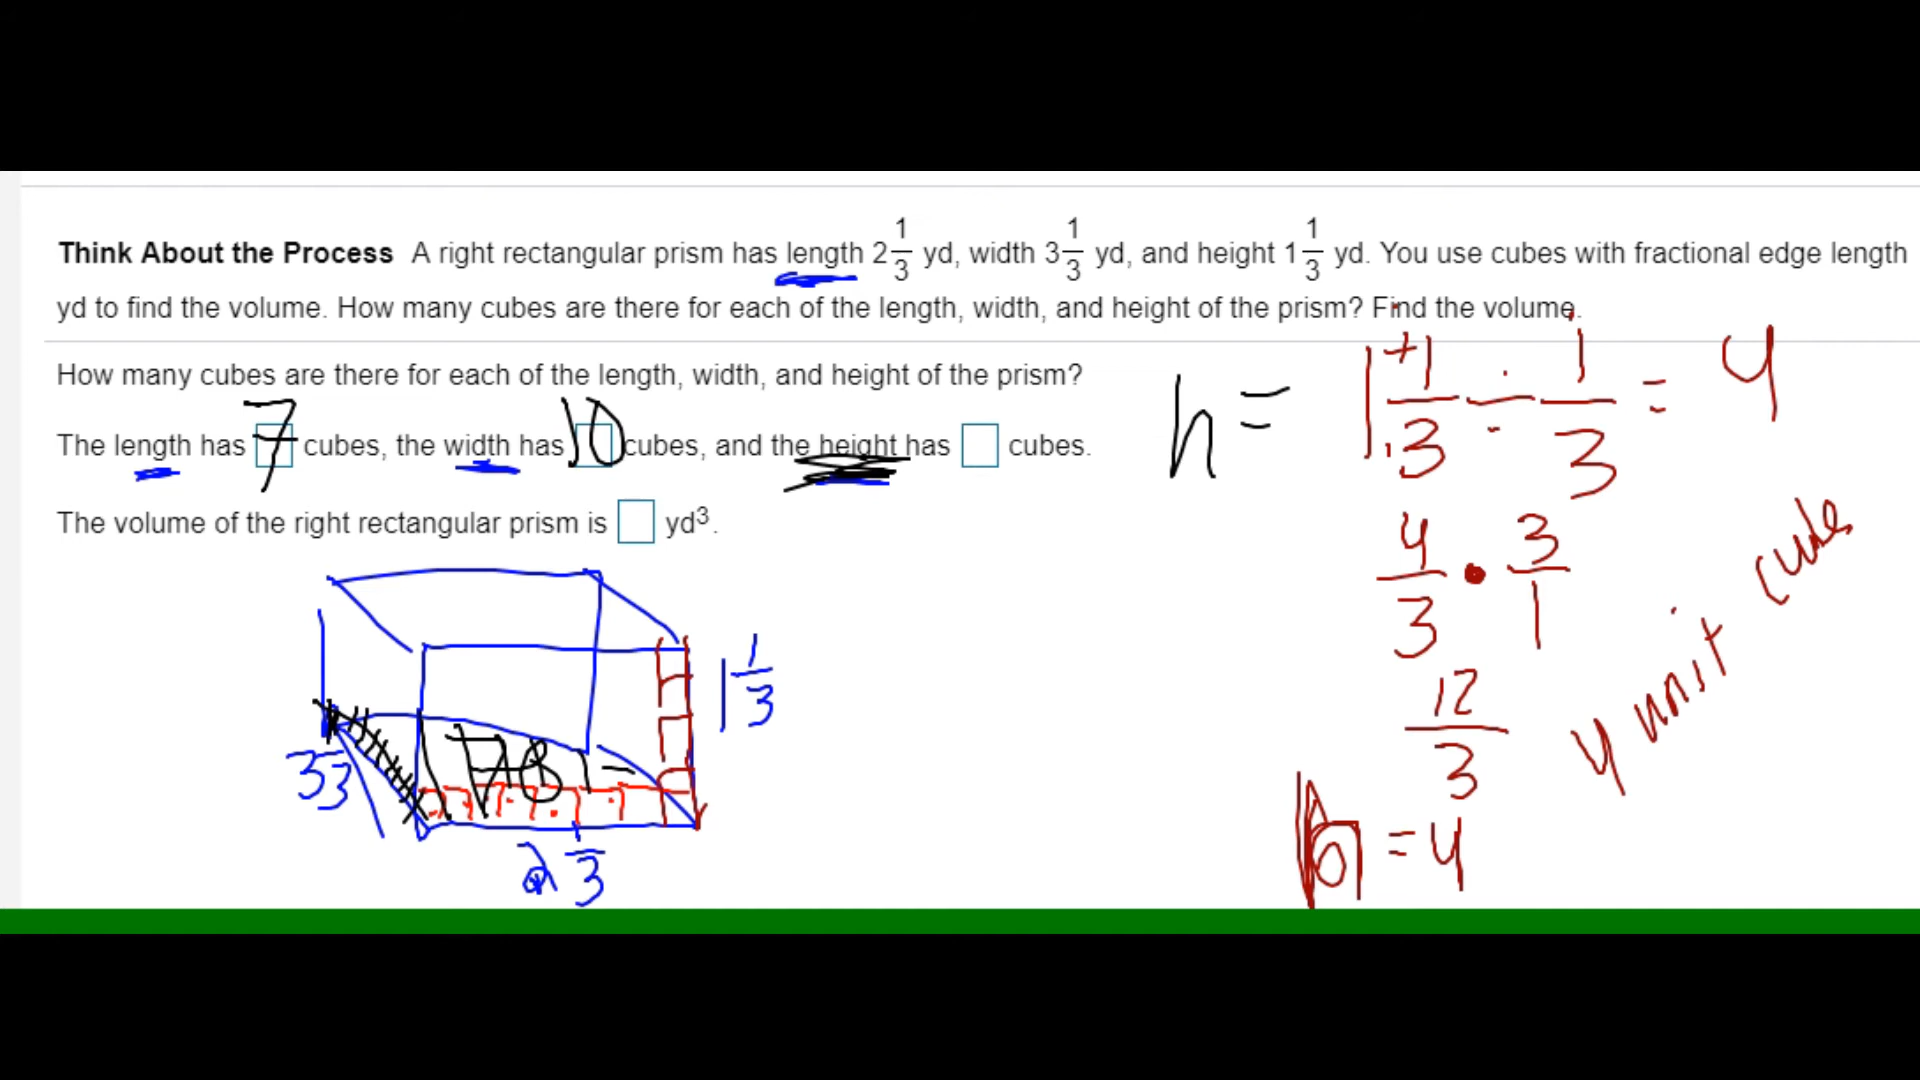 Think About the Process A right rectangular prism has length 2 1/3 yd, width 3 1/3 yd, and height 1 1/3 yd. You use cubes with fractional edge length
yd to find the volume. How many cubes are there for each of the length, width, and height of the prism? Find the volume.
How many cubes are there for each of the length, width, and height of the prism?
The length has 7 cubes, the width has 10 cubes, and the height has cubes.
The volume of the right rectangular prism is yd³.
h = 1 1/3 ÷ 1/3 = 4
4/3 • 3/1
12/3
4 unit cube
h = 4
1 1/3
2 1/3